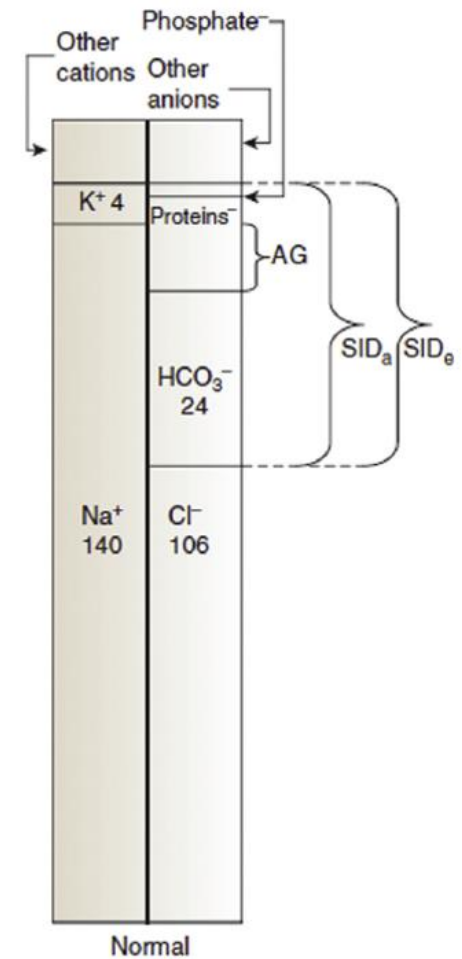 Phosphate⁻
Other
cations
Other
anions
K⁺ 4
Proteins⁻
AG
SIDₐ
SIDₑ
HCO₃⁻
24
Na⁺
140
Cl⁻
106
Normal